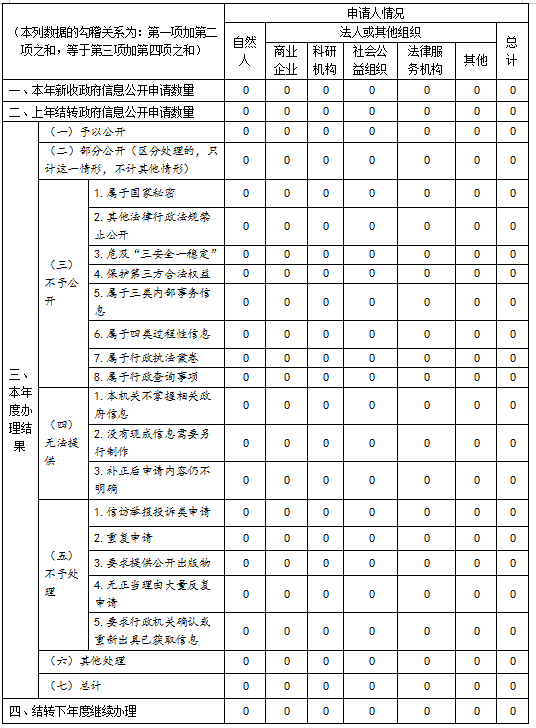 (本列数据的勾稽关系为：第一项加第二
项之和，等于第三项加第四项之和)
申请人情况
自然
人
法人或其他组织
总
计
商业
企业
科研
机构
社会公
益组织
法律服
务机构
其他
一、本年新收政府信息公开申请数量 0 0 0 0 0 0 0
二、上年结转政府信息公开申请数量 0 0 0 0 0 0 0
三、
本年
度办
理结
果
（一）予以公开 0 0 0 0 0 0 0
（二）部分公开（区分处理的，只
计这一情形，不计其他情形） 0 0 0 0 0 0 0
（三）
不予公
开
1.属于国家秘密 0 0 0 0 0 0 0
2.其他法律行政法规禁
止公开 0 0 0 0 0 0 0
3.危及“三安全一稳定” 0 0 0 0 0 0 0
4.保护第三方合法权益 0 0 0 0 0 0 0
5.属于三类内部事务信
息 0 0 0 0 0 0 0
6.属于四类过程性信息 0 0 0 0 0 0 0
7.属于行政执法案卷 0 0 0 0 0 0 0
8.属于行政查询事项 0 0 0 0 0 0 0
（四）
无法提
供
1.本机关不掌握相关政
府信息 0 0 0 0 0 0 0
2.没有现成信息需要另
行制作 0 0 0 0 0 0 0
3.补正后申请内容仍不
明确 0 0 0 0 0 0 0
（五）
不予处
理
1.信访举报投诉类申请 0 0 0 0 0 0 0
2.重复申请 0 0 0 0 0 0 0
3.要求提供公开出版物 0 0 0 0 0 0 0
4.无正当理由大量反复
申请 0 0 0 0 0 0 0
5.要求行政机关确认或
重新出具已获取信息 0 0 0 0 0 0 0
（六）其他处理 0 0 0 0 0 0 0
（七）总计 0 0 0 0 0 0 0
四、结转下年度继续办理 0 0 0 0 0 0 0